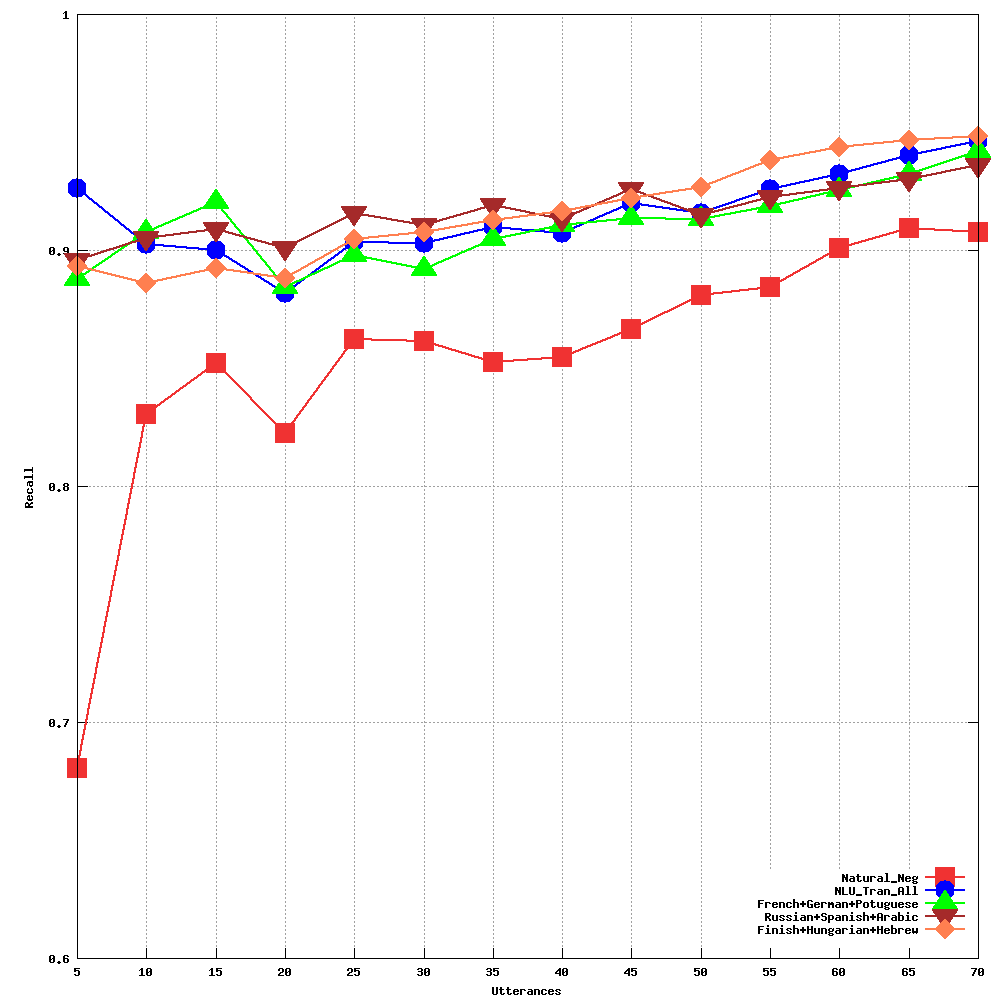 1
0.9
0.8
Recall
0.7
0.6
Natural_Neg
NLU_Tran_All
French+German+Potuguese
Russian+Spanish+Arabic
Finish+Hungarian+Hebrew
5 10 15 20 25 30 35 40 45 50 55 60 65 70
Utterances